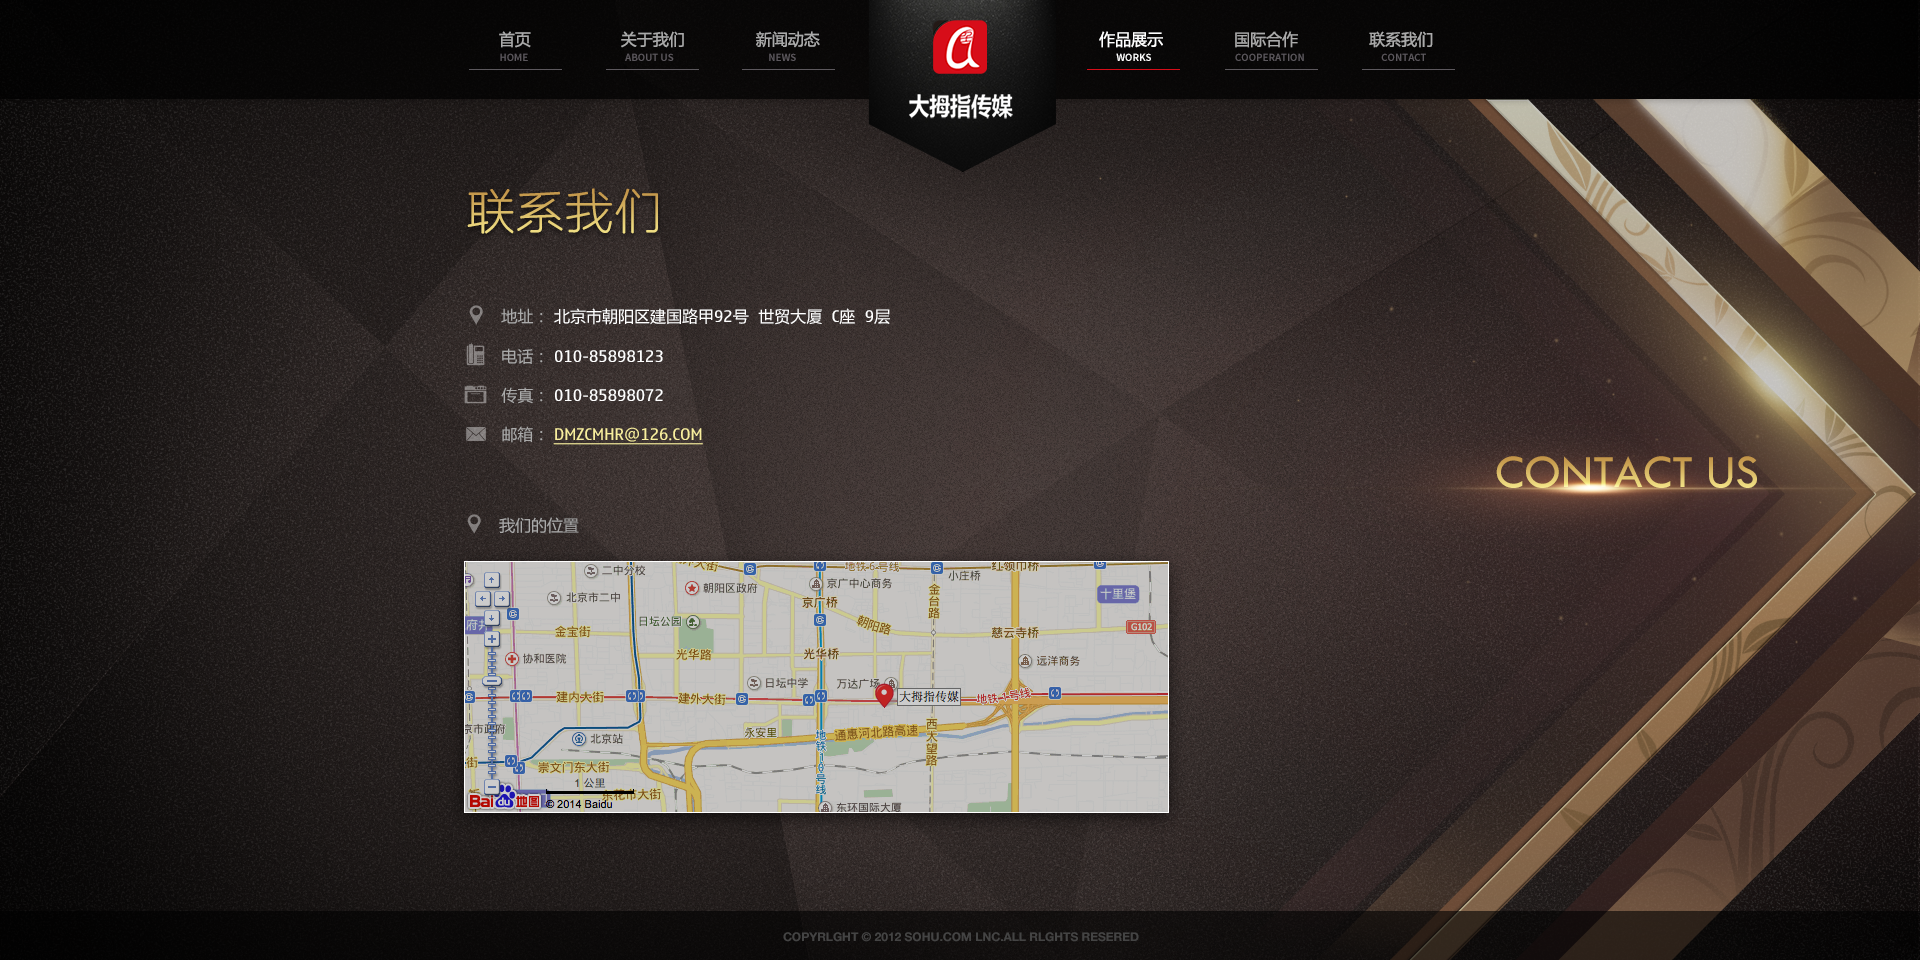 首页
HOME
关于我们
ABOUT US
新闻动态
NEWS
大拇指传媒
作品展示
WORKS
国际合作
COOPERATION
联系我们
CONTACT
联系我们
地址： 北京市朝阳区建国路甲92号 世贸大厦 C座 9层
电话： 010-85898123
传真： 010-85898072
邮箱： DMZCMHR@126.COM
CONTACT US
我们的位置
二中分校
地铁6号线
小庄桥
红领巾桥
朝阳区政府
京广中心商务
北京市二中
金台路
十里堡
京广桥
日坛公园
朝阳路
金宝街
慈云寺桥
G102
光华路
光华桥
协和医院
远洋商务
日坛中学
万达广场
建内大街
建外大街
大拇指传媒
地铁1号线
京市政府
永安里
通惠河北路高速
西大望路
北京站
地铁10号线
崇文门东大街
1 公里
东花市大街
Bai du 地图
© 2014 Baidu
东环国际大厦
COPYRLGHT © 2012 SOHU.COM LNC.ALL RLGHTS RESERED